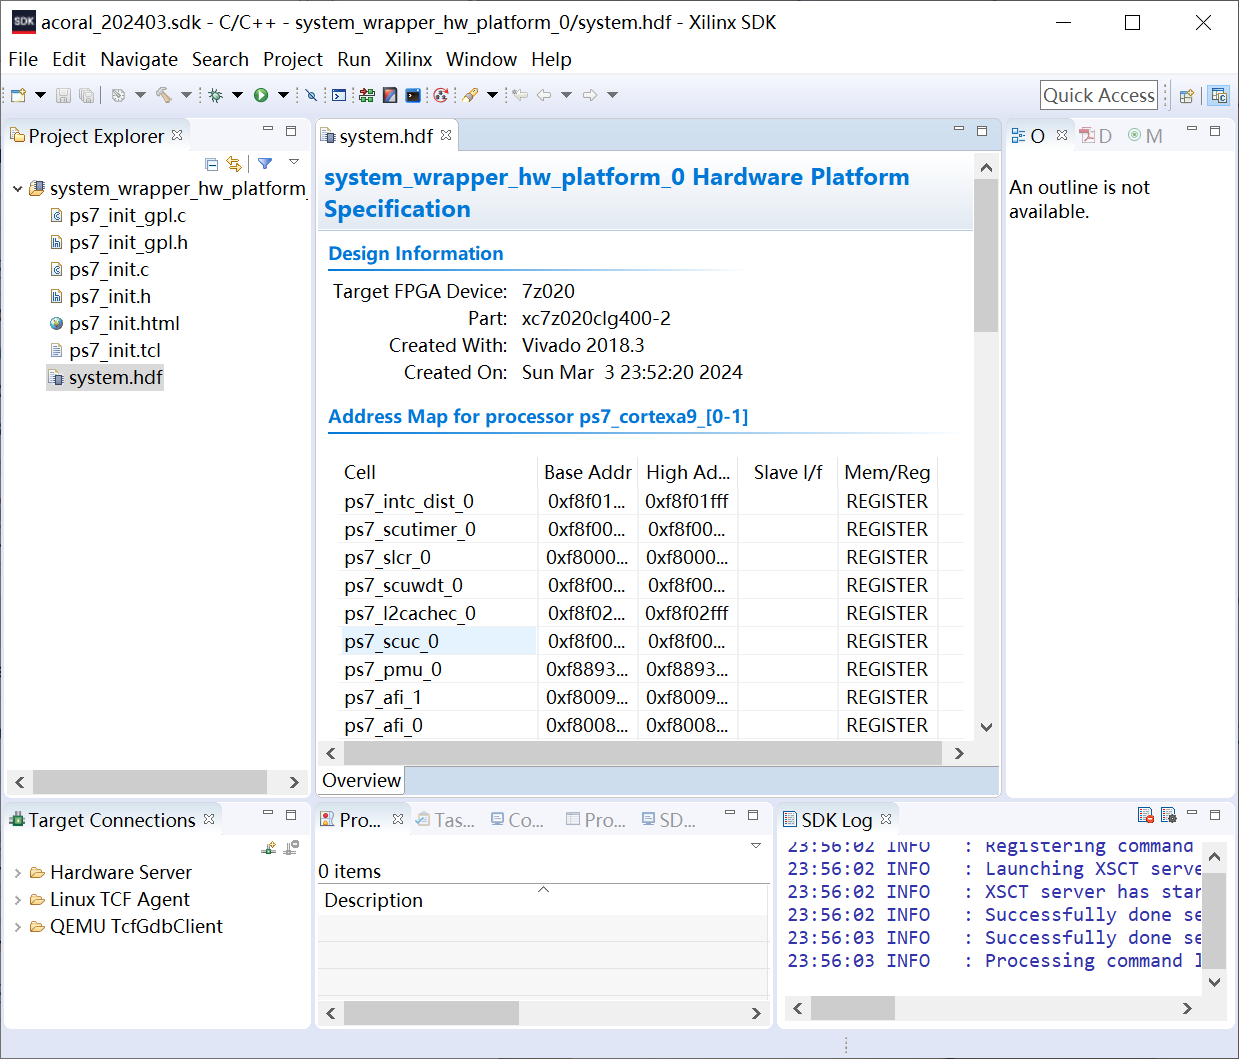 SDK acoral_202403.sdk - C/C++ - system_wrapper_hw_platform_0/system.hdf - Xilinx SDK
File Edit Navigate Search Project Run Xilinx Window Help
Quick Access
Project Explorer
system_wrapper_hw_platform_
ps7_init_gpl.c
ps7_init_gpl.h
ps7_init.c
ps7_init.h
ps7_init.html
ps7_init.tcl
system.hdf
system.hdf
system_wrapper_hw_platform_0 Hardware Platform
Specification
Design Information
Target FPGA Device: 7z020
Part: xc7z020clg400-2
Created With: Vivado 2018.3
Created On: Sun Mar 3 23:52:20 2024
Address Map for processor ps7_cortexa9_[0-1]
Cell Base Addr High Ad... Slave I/f Mem/Reg
ps7_intc_dist_0 0xf8f01... 0xf8f01fff REGISTER
ps7_scutimer_0 0xf8f00... 0xf8f00... REGISTER
ps7_slcr_0 0xf8000... 0xf8000... REGISTER
ps7_scuwdt_0 0xf8f00... 0xf8f00... REGISTER
ps7_l2cachec_0 0xf8f02... 0xf8f02fff REGISTER
ps7_scuc_0 0xf8f00... 0xf8f00... REGISTER
ps7_pmu_0 0xf8893... 0xf8893... REGISTER
ps7_afi_1 0xf8009... 0xf8009... REGISTER
ps7_afi_0 0xf8008... 0xf8008... REGISTER
Overview
O D M
An outline is not
available.
Target Connections
Hardware Server
Linux TCF Agent
QEMU TcfGdbClient
Pro... Tas... Co... Pro... SD...
0 items
Description
SDK Log
23:56:02 INFO : Registering command
23:56:02 INFO : Launching XSCT serve
23:56:02 INFO : XSCT server has star
23:56:02 INFO : Successfully done se
23:56:03 INFO : Successfully done se
23:56:03 INFO : Processing command l